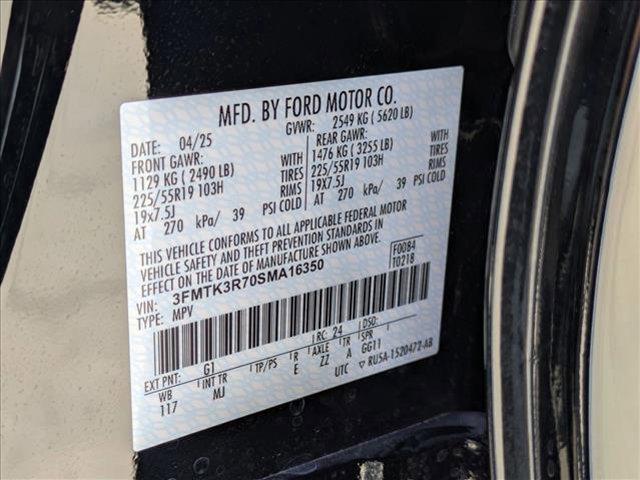 MFD. BY FORD MOTOR CO.
DATE: 04/25 GVWR: 2549 KG ( 5620 LB)
FRONT GAWR: REAR GAWR:
1129 KG ( 2490 LB) WITH 1476 KG ( 3255 LB) WITH
225/55R19 103H TIRES 225/55R19 103H TIRES
19x7.5J RIMS 19X7.5J RIMS
AT 270 kPa/ 39 PSI COLD AT 270 kPa/ 39 PSI COLD
THIS VEHICLE CONFORMS TO ALL APPLICABLE FEDERAL MOTOR
VEHICLE SAFETY AND THEFT PREVENTION STANDARDS IN
EFFECT ON THE DATE OF MANUFACTURE SHOWN ABOVE.
VIN: 3FMTK3R70SMA16350 F0084
TYPE: MPV T0218
EXT PNT: G1 RC: 24 DSO:
WB INT TR TP/PS R AXLE TR SPR
117 MJ E ZZ A GG11
UTC ▽ RU5A-1520472-AB